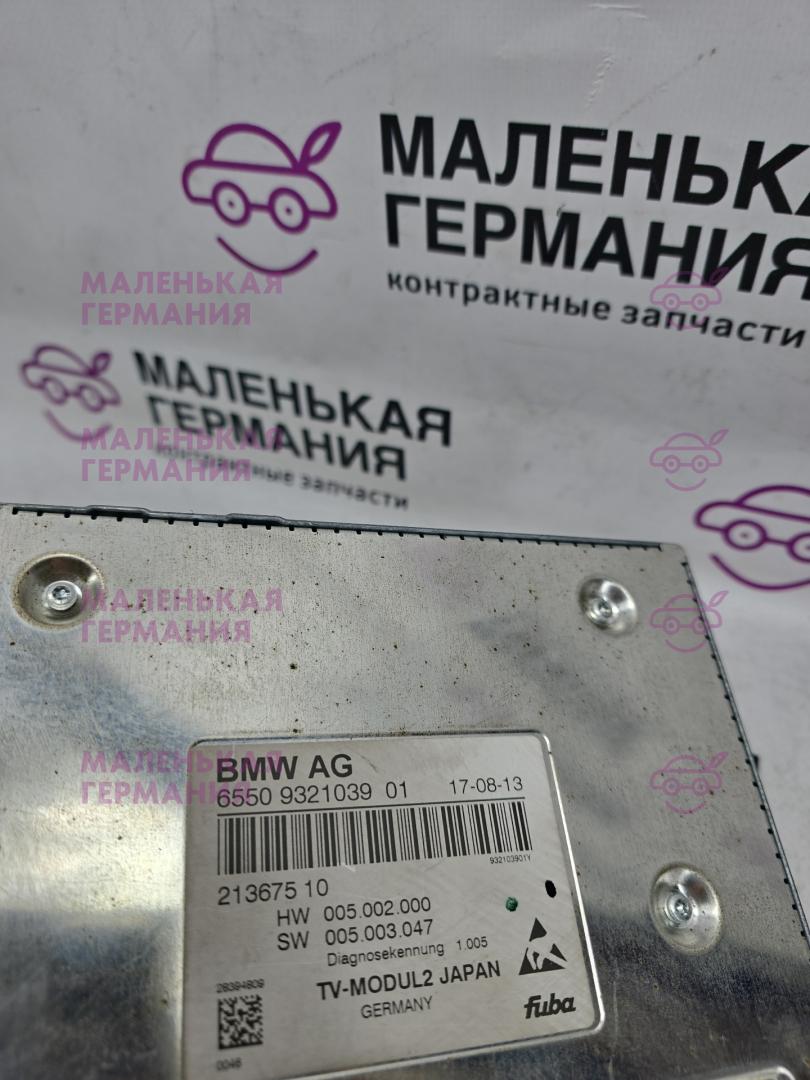 МАЛЕНЬКАЯ
ГЕРМАНИЯ
контрактные запчасти
МАЛЕНЬКАЯ
ГЕРМАНИЯ
МАЛЕНЬКАЯ
ГЕРМАНИЯ
контрактные запчасти
МАЛЕНЬКАЯ
ГЕРМАНИЯ
МАЛЕНЬКАЯ
ГЕРМАНИЯ
МАЛЕНЬКАЯ
ГЕРМАНИЯ
BMW AG
6550 9321039 01 17-08-13
932103901Y
213675 10
HW 005.002.000
SW 005.003.047
Diagnosekennung 1.005
28394809
TV-MODUL2 JAPAN
GERMANY
fuba
0046